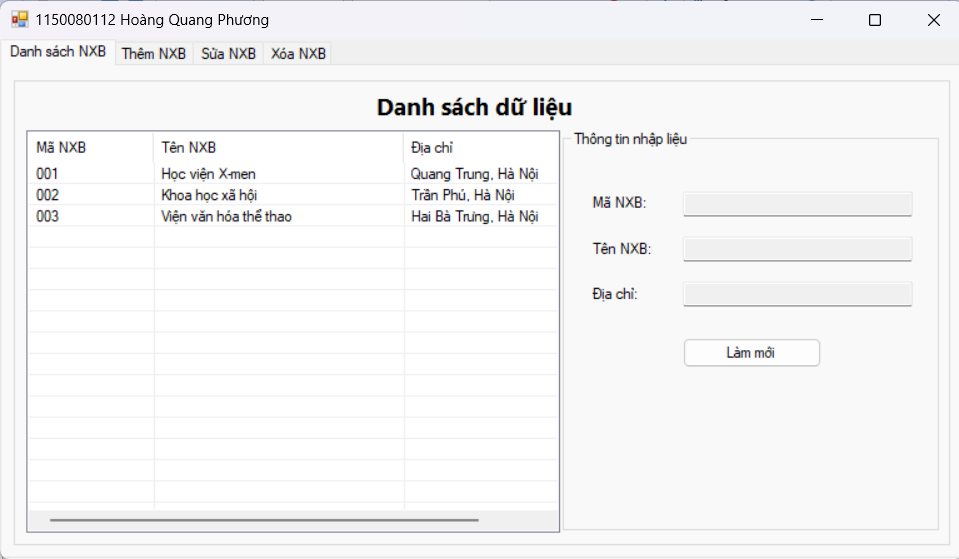 1150080112 Hoàng Quang Phương
Danh sách NXB Thêm NXB Sửa NXB Xóa NXB
Danh sách dữ liệu
Mã NXB Tên NXB Địa chỉ
001 Học viện X-men Quang Trung, Hà Nội
002 Khoa học xã hội Trần Phú, Hà Nội
003 Viện văn hóa thể thao Hai Bà Trưng, Hà Nội
Thông tin nhập liệu
Mã NXB:
Tên NXB:
Địa chỉ:
Làm mới